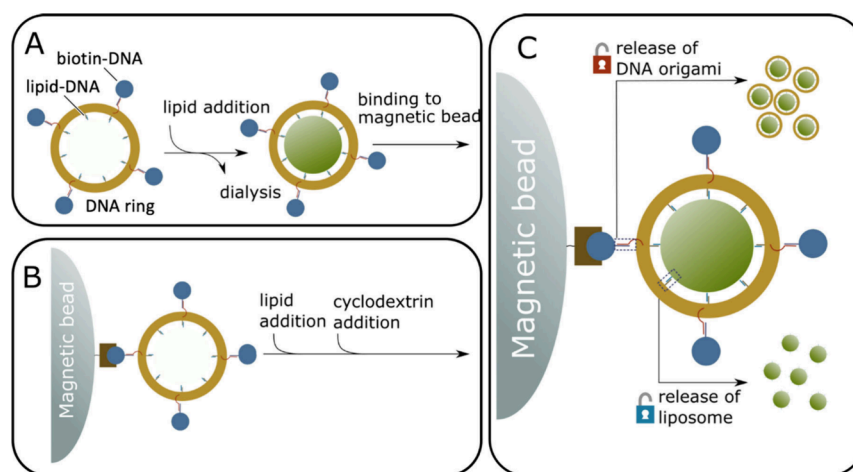 A
biotin-DNA
lipid-DNA
DNA ring
lipid addition
dialysis
binding to
magnetic bead
B
Magnetic bead
lipid
addition
cyclodextrin
addition
C
Magnetic bead
release of
DNA origami
release of
liposome